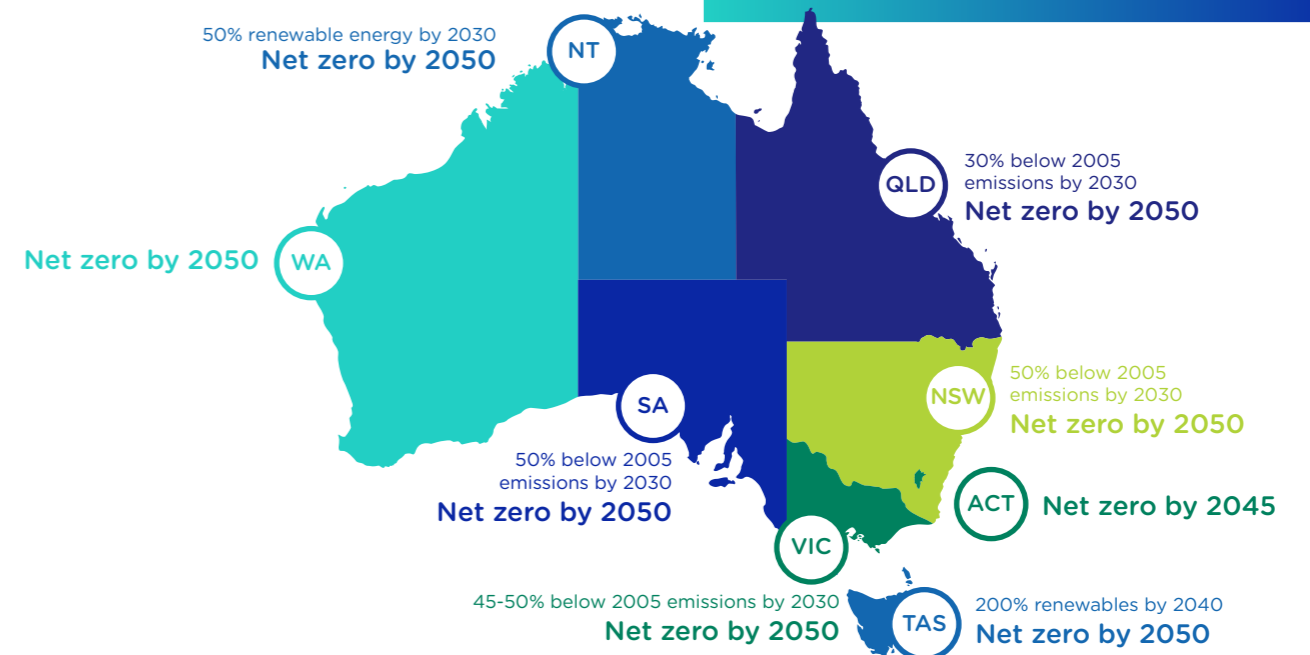 50% renewable energy by 2030
Net zero by 2050
NT
QLD
30% below 2005
emissions by 2030
Net zero by 2050
Net zero by 2050
WA
NSW
50% below 2005
emissions by 2030
Net zero by 2050
SA
50% below 2005
emissions by 2030
Net zero by 2050
ACT
Net zero by 2045
VIC
45-50% below 2005 emissions by 2030
Net zero by 2050
TAS
200% renewables by 2040
Net zero by 2050